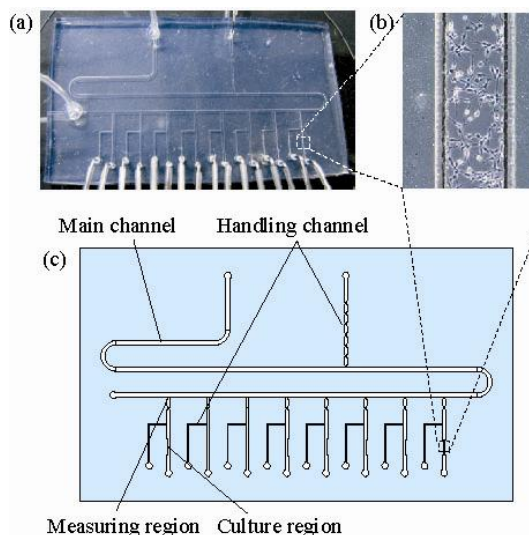 (a)
(b)
Main channel
Handling channel
(c)
Measuring region
Culture region